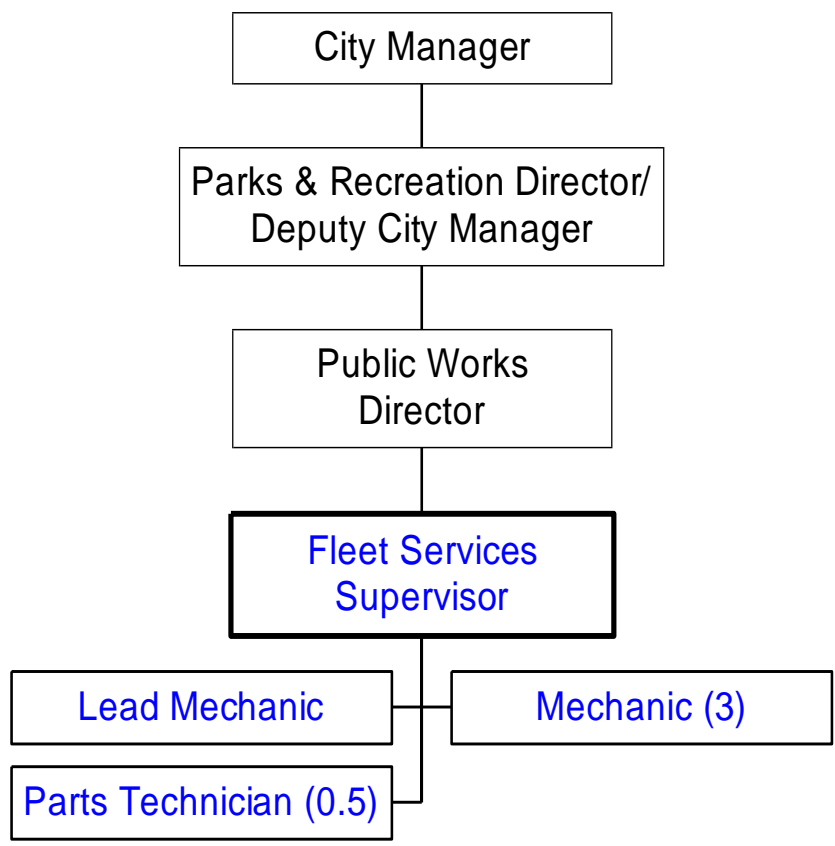 City Manager
Parks & Recreation Director/
Deputy City Manager
Public Works
Director
Fleet Services
Supervisor
Lead Mechanic
Mechanic (3)
Parts Technician (0.5)